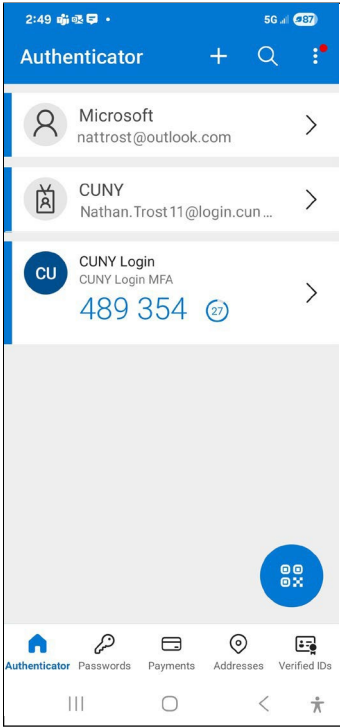 2:49
5G 87
Authenticator
Microsoft
nattrost@outlook.com
CUNY
Nathan.Trost11@login.cun...
CU
CUNY Login
CUNY Login MFA
489 354 27
Authenticator Passwords Payments Addresses Verified IDs